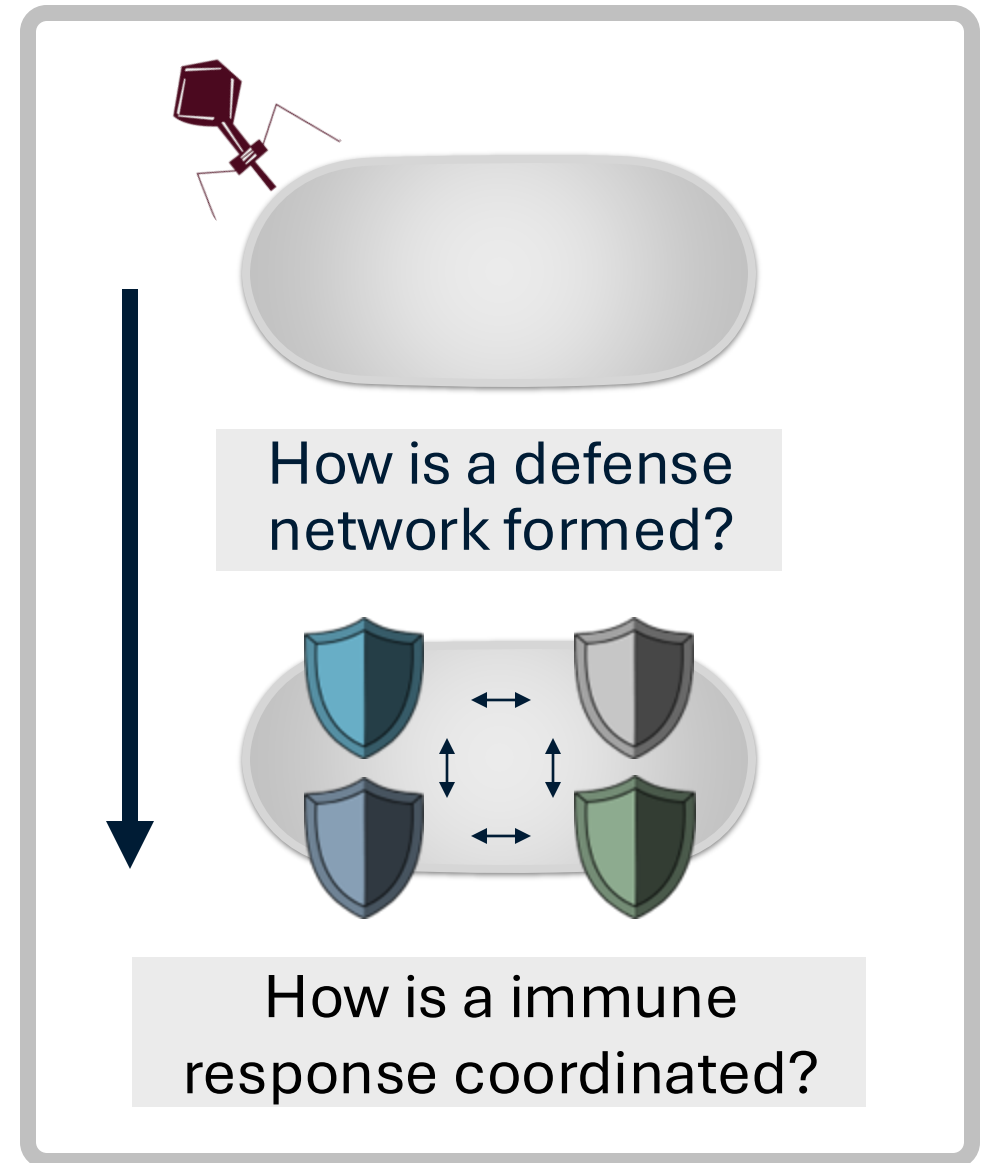 How is a defense
network formed?
How is a immune
response coordinated?